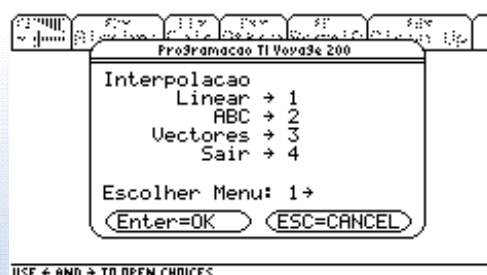 Programacao TI Voyage 200
Interpolacao
Linear → 1
ABC → 2
Vectores → 3
Sair → 4
Escolher Menu: 1→
Enter=OK ESC=CANCEL
USE ← AND → TO OPEN CHOICES